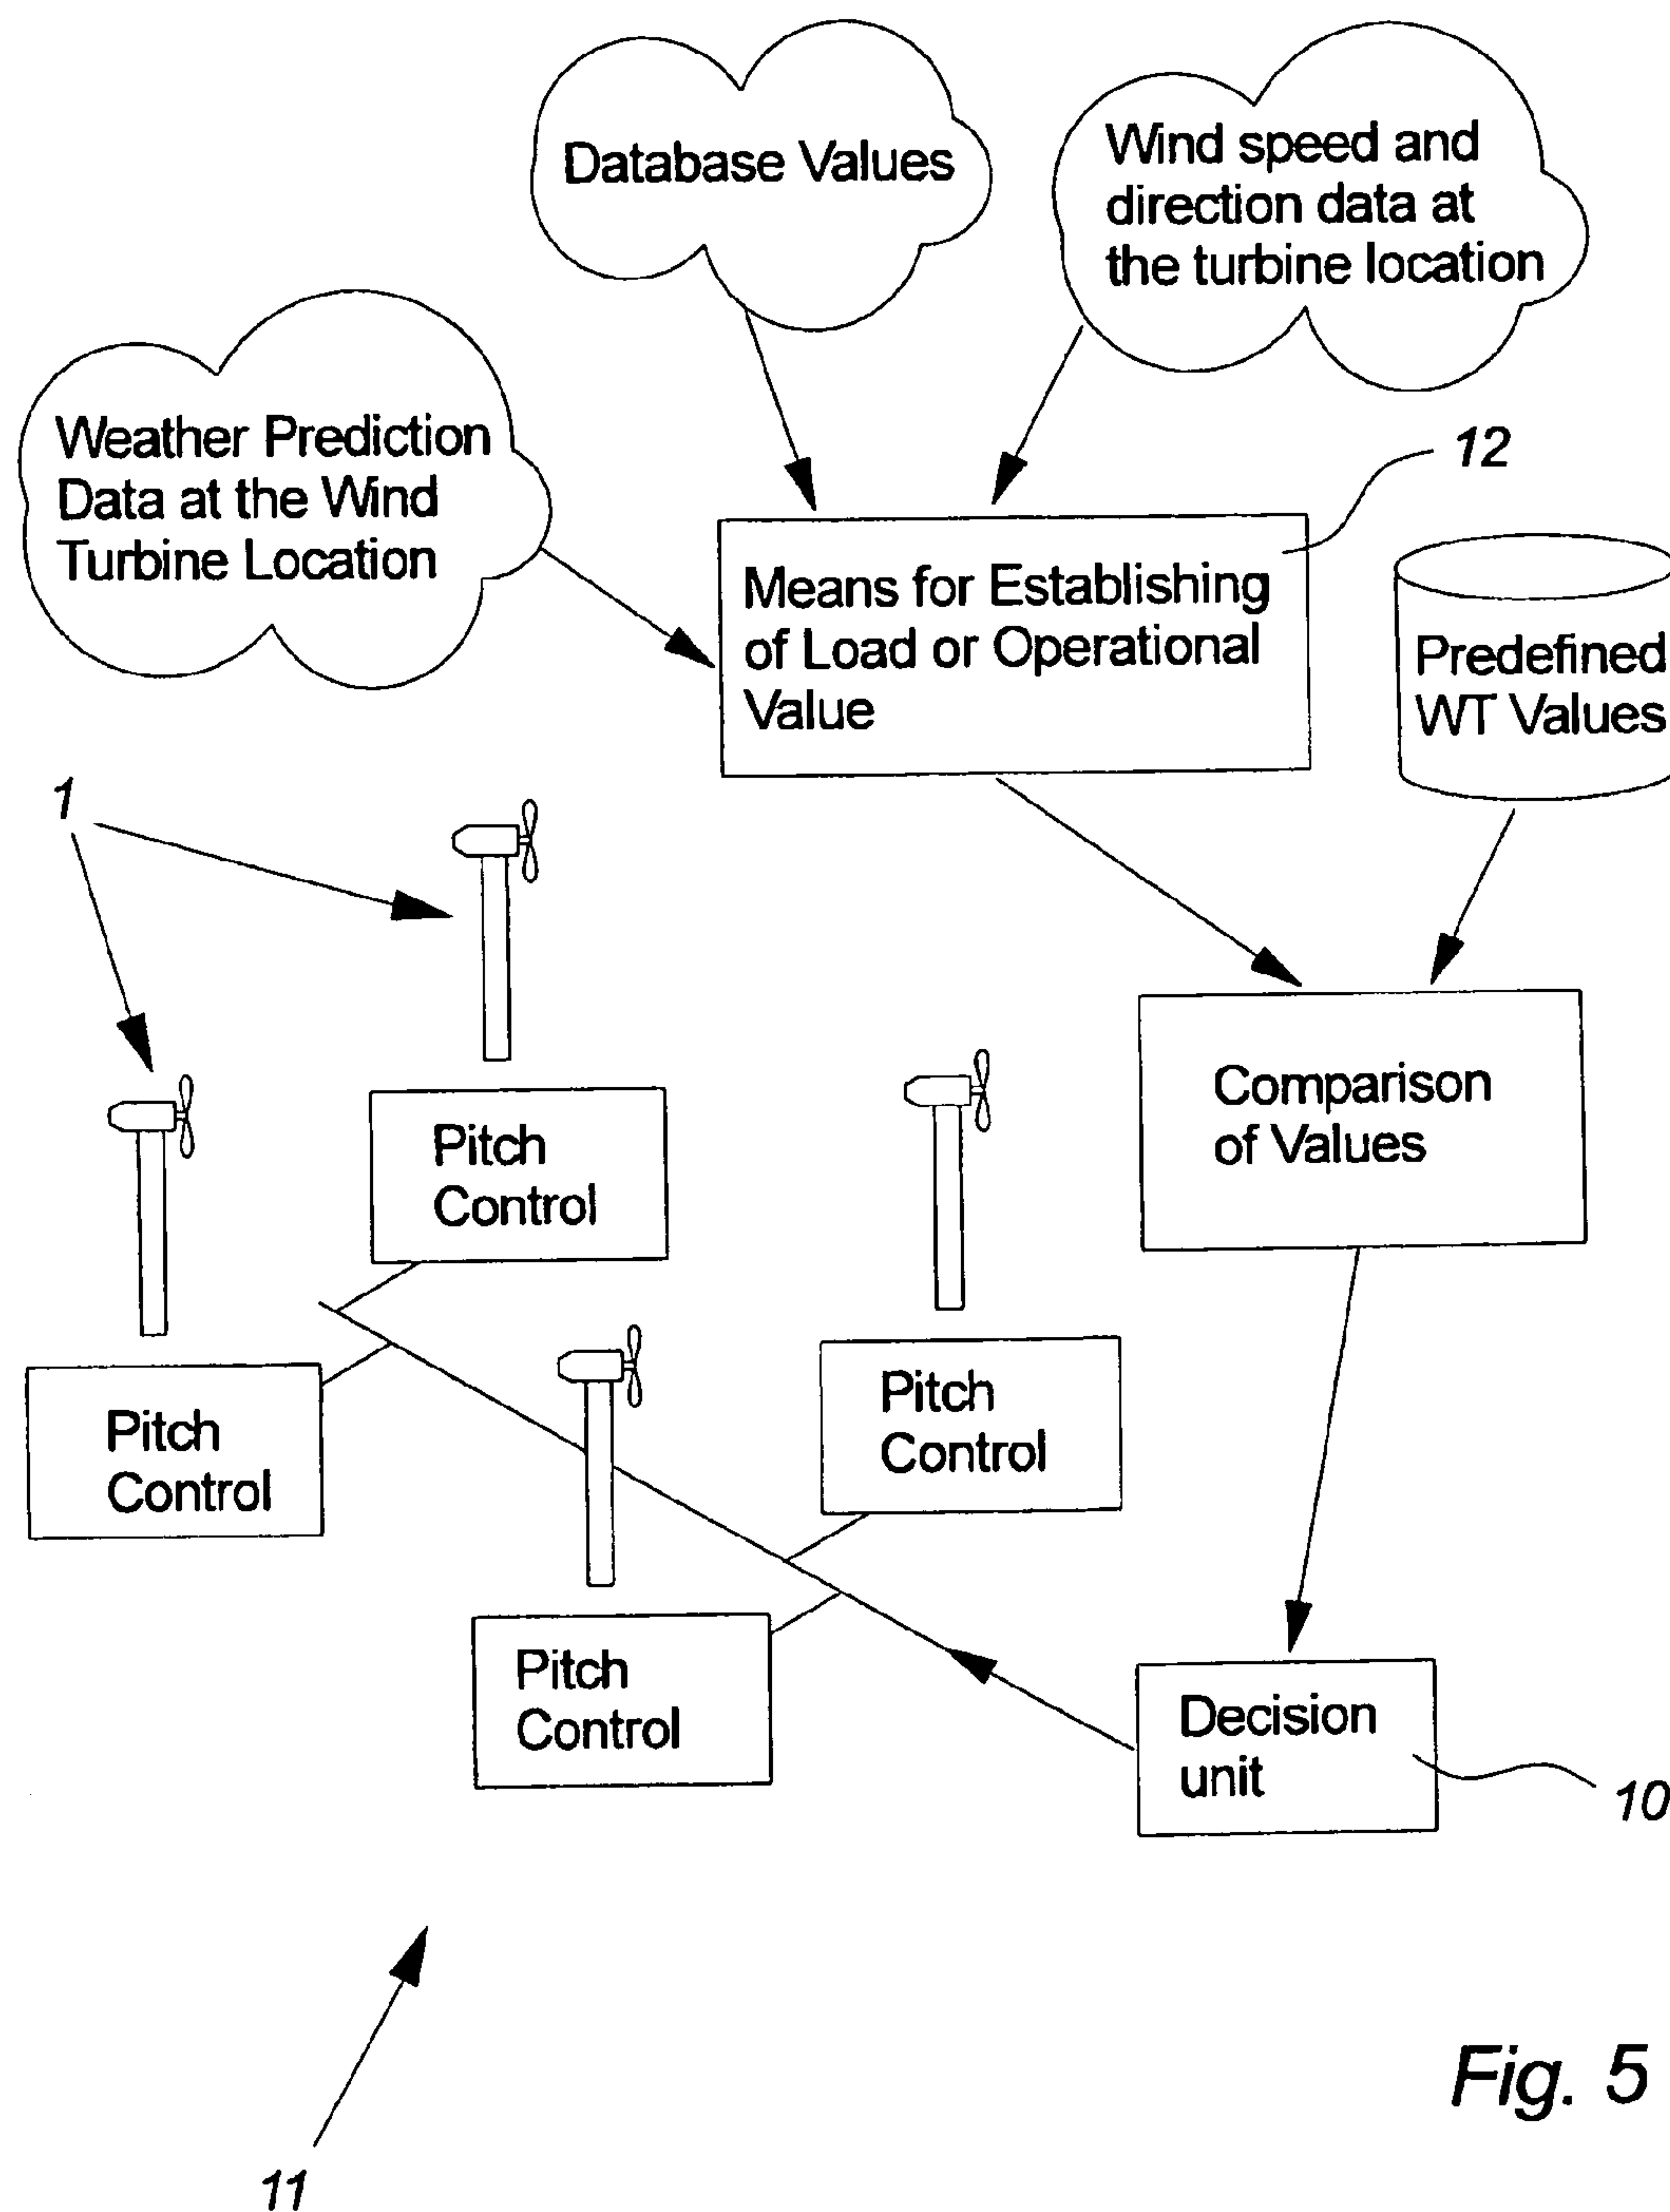 Database Values
Wind speed and
direction data at
the turbine location
Weather Prediction
Data at the Wind
Turbine Location
12
Means for Establishing
of Load or Operational
Value
Predefined
WT Values
1
Comparison
of Values
Pitch
Control
Pitch
Control
Pitch
Control
Pitch
Control
Decision
unit
10
Fig. 5
11